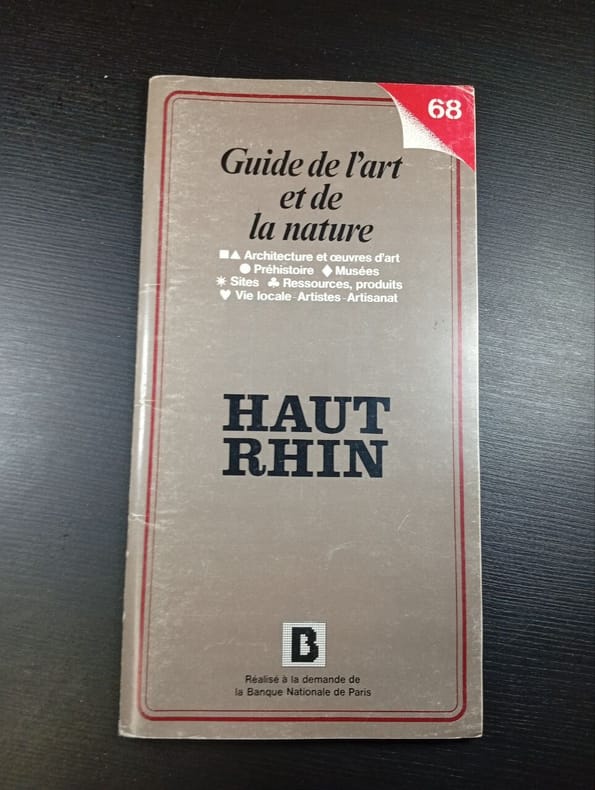 68
Guide de l'art
et de
la nature
■▲ Architecture et œuvres d'art
● Préhistoire ♦ Musées
✷ Sites ♣ Ressources, produits
♥ Vie locale - Artistes - Artisanat
HAUT
RHIN
B
Réalisé à la demande de
la Banque Nationale de Paris